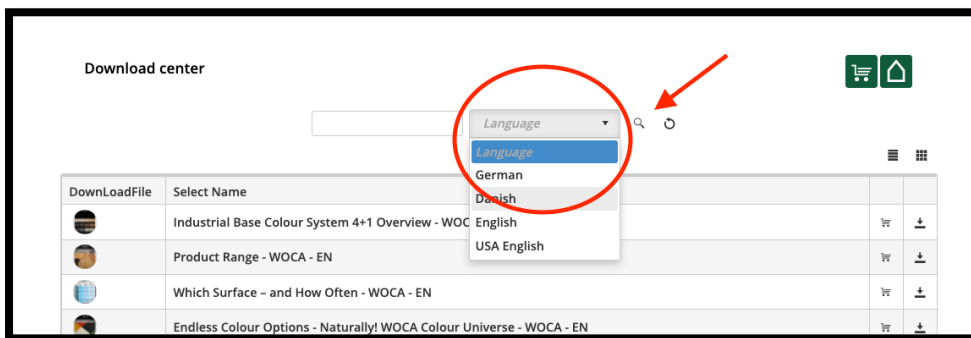 Download center
Language
Language
German
Danish
English
USA English
DownLoadFile Select Name
Industrial Base Colour System 4+1 Overview - WOC
Product Range - WOCA - EN
Which Surface – and How Often - WOCA - EN
Endless Colour Options - Naturally! WOCA Colour Universe - WOCA - EN